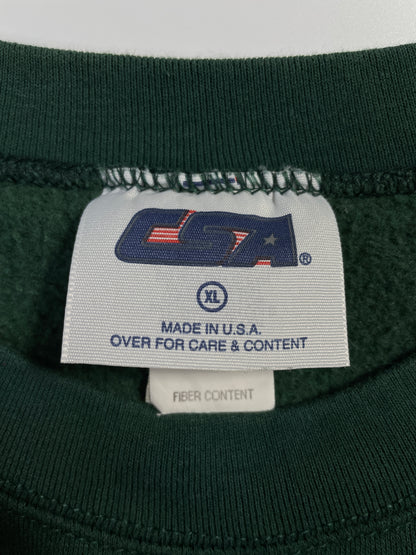 CSA®
XL
MADE IN U.S.A.
OVER FOR CARE & CONTENT
FIBER CONTENT